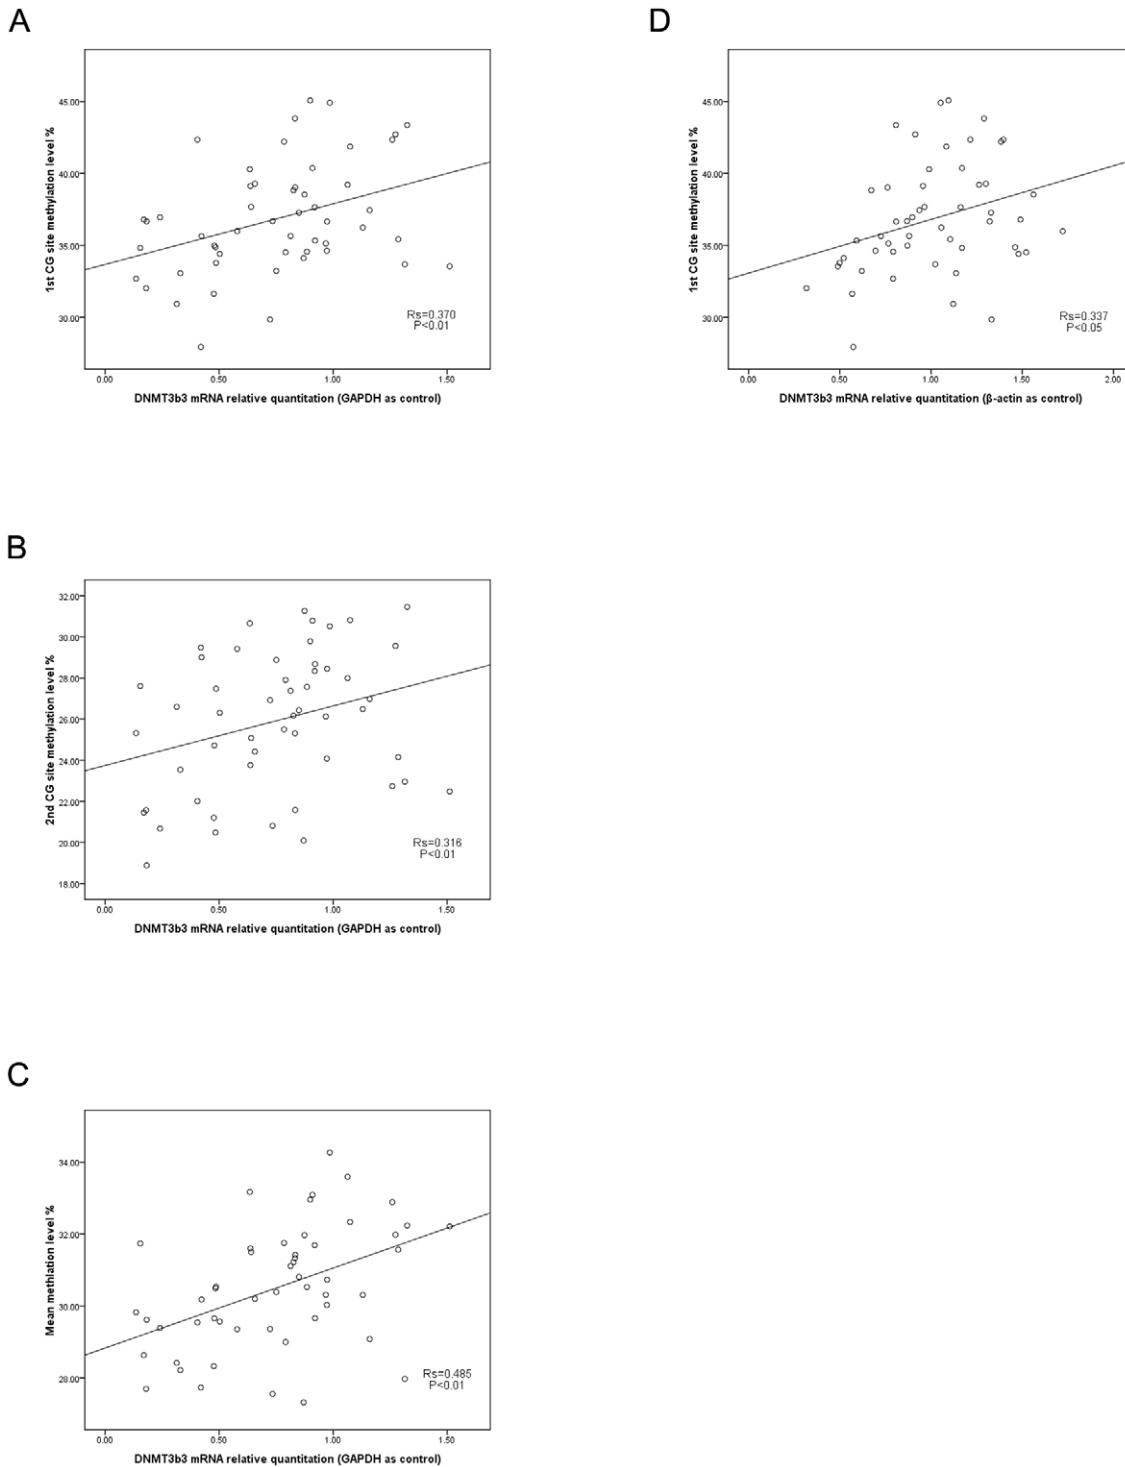 A
1st CG site methylation level %
45.00
40.00
35.00
30.00
Rs=0.370
P<0.01
0.00 0.50 1.00 1.50
DNMT3b3 mRNA relative quantitation (GAPDH as control)
D
1st CG site methylation level %
45.00
40.00
35.00
30.00
Rs=0.337
P<0.05
0.00 0.50 1.00 1.50 2.00
DNMT3b3 mRNA relative quantitation (β-actin as control)
B
2nd CG site methylation level %
32.00
30.00
28.00
26.00
24.00
22.00
20.00
18.00
Rs=0.316
P<0.01
0.00 0.50 1.00 1.50
DNMT3b3 mRNA relative quantitation (GAPDH as control)
C
Mean methlation level %
34.00
32.00
30.00
28.00
Rs=0.485
P<0.01
0.00 0.50 1.00 1.50
DNMT3b3 mRNA relative quantitation (GAPDH as control)